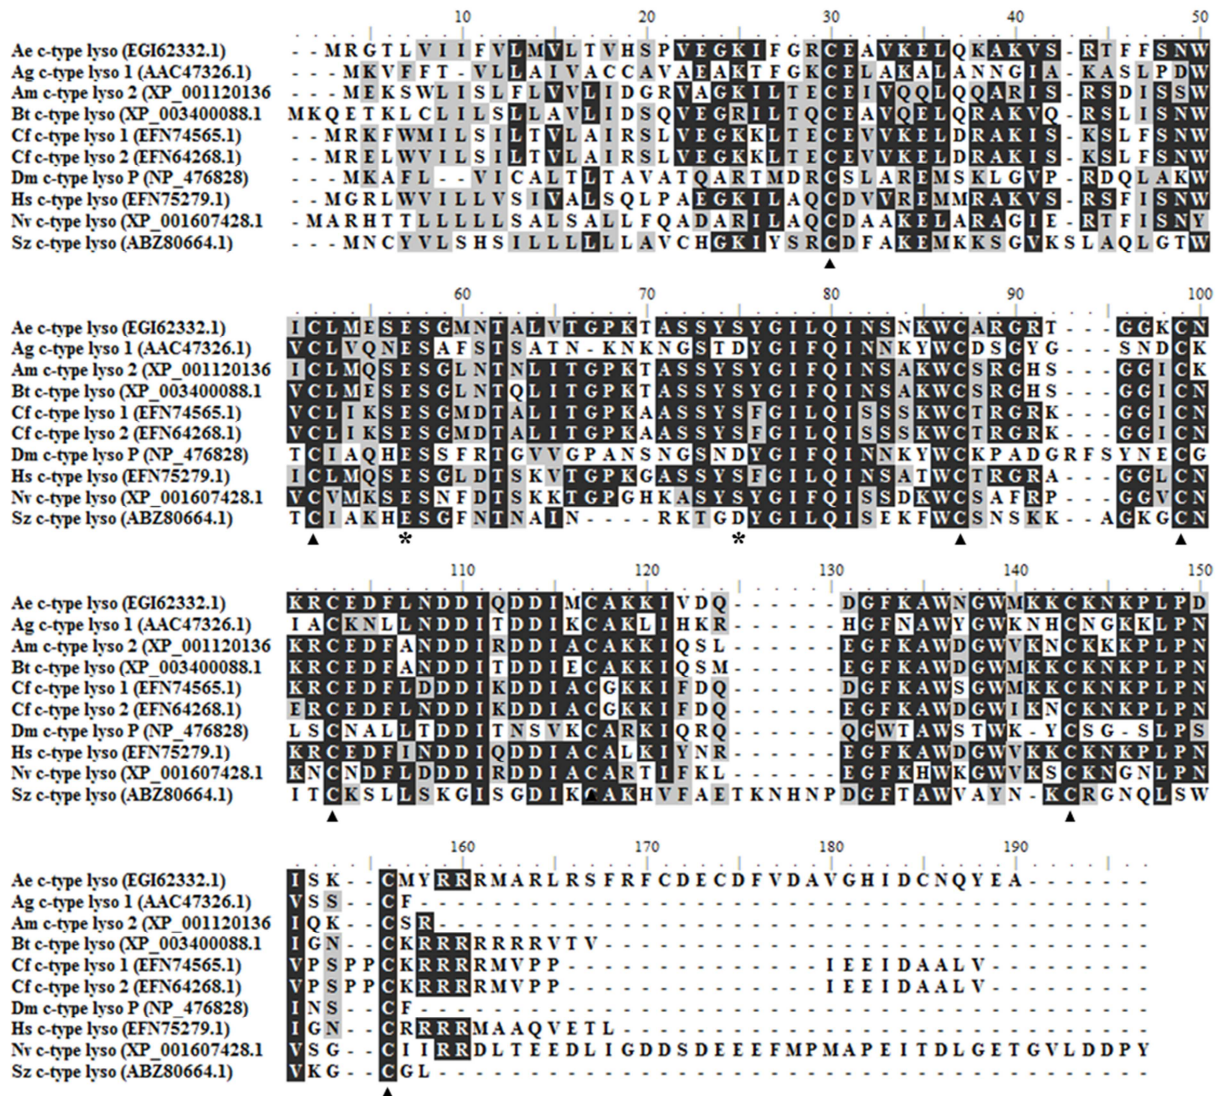 10 20 30 40 50
Ae c-type lyso (EGI62332.1) - - M R G T L V I I F V L M V L T V H S P V E G K I F G R C E A V K E L Q K A K V S - R T F F S N W
Ag c-type lyso 1 (AAC47326.1) - - - M K V F F T - V L L A I V A C C A V A E A K T F G K C E L A K A L A N N G I A - K A S L P D W
Am c-type lyso 2 (XP_001120136 - - - M E K S W L I S L F L V V L I D G R V A G K I L T E C E I V Q Q L Q Q A R I S - R S D I S S W
Bt c-type lyso (XP_003400088.1 M K Q E T K L C L I L S L L A V L I D S Q V E G R I L T Q C E A V Q E L Q R A K V Q - R S L I S N W
Cf c-type lyso 1 (EFN74565.1) - - M R K F W M I L S I L T V L A I R S L V E G K K L T E C E V V K E L D R A K I S - K S L F S N W
Cf c-type lyso 2 (EFN64268.1) - - M R E L W V I L S I L T V L A I R S L V E G K K L T E C E V V K E L D R A K I S - K S L F S N W
Dm c-type lyso P (NP_476828) - - - M K A F L - - V I C A L T L T A V A T Q A R T M D R C S L A R E M S K L G V P - R D Q L A K W
Hs c-type lyso (EFN75279.1) - - M G R L W V I L L V S I V A L S Q L P A E G K I L A Q C D V V R E M M R A K V S - R S F I S N W
Nv c-type lyso (XP_001607428.1 - M A R H T T L L L L L S A L S A L L F Q A D A R I L A Q C D A A K E L A R A G I E - R T F I S N Y
Sz c-type lyso (ABZ80664.1) - - - M N C Y V L S H S I L L L L L L A V C H G K I Y S R C D F A K E M K K S G V K S L A Q L G T W
▲
60 70 80 90 100
Ae c-type lyso (EGI62332.1) I C L M E S E S G M N T A L V T G P K T A S S Y S Y G I L Q I N S N K W C A R G R T - - - G G K C N
Ag c-type lyso 1 (AAC47326.1) V C L V Q N E S A F S T S A T N - K N K N G S T D Y G I F Q I N N K Y W C D S G Y G - - - S N D C K
Am c-type lyso 2 (XP_001120136 I C L M Q S E S G L N T N L I T G P K T A S S Y S Y G I F Q I N S A K W C S R G H S - - - G G I C K
Bt c-type lyso (XP_003400088.1 V C L M E S E S G L N T Q L I T G P K T A S S Y S Y G I F Q I N S A K W C S R G H S - - - G G I C N
Cf c-type lyso 1 (EFN74565.1) V C L I K S E S G M D T A L I T G P K A A S S Y S F G I L Q I S S S K W C T R G R K - - - G G I C N
Cf c-type lyso 2 (EFN64268.1) V C L I K S E S G M D T A L I T G P K A A S S Y S F G I L Q I S S S K W C T R G R K - - - G G I C N
Dm c-type lyso P (NP_476828) T C I A Q H E S S F R T G V V G P A N S N G S N D Y G I F Q I N N K Y W C K P A D G R F S Y N E C G
Hs c-type lyso (EFN75279.1) I C L M Q S E S G L D T S K V T G P K G A S S Y S F G I L Q I N S A T W C T R G R A - - - G G L C N
Nv c-type lyso (XP_001607428.1 V C V M K S E S N F D T S K K T G P G H K A S Y S Y G I F Q I S S D K W C S A F R P - - - G G V C N
Sz c-type lyso (ABZ80664.1) T C I A K H E S G F N T N A I N - - - - R K T G D Y G I L Q I S E K F W C S N S K K - - A G K G C N
▲ * * ▲ ▲
110 120 130 140 150
Ae c-type lyso (EGI62332.1) K R C E D F L N D D I Q D D I M C A K K I V D Q - - - - - - D G F K A W N G W M K K C K N K P L P D
Ag c-type lyso 1 (AAC47326.1) I A C K N L L N D D I T D D I K C A K L I H K R - - - - - - H G F N A W Y G W K N H C N G K K L P N
Am c-type lyso 2 (XP_001120136 K R C E D F A N D D I R D D I A C A K K I Q S L - - - - - - E G F K A W D G W V K N C K K K P L P N
Bt c-type lyso (XP_003400088.1 K R C E D F A N D D I T D D I E C A K K I Q S M - - - - - - E G F K A W D G W M K K C K N K P L P N
Cf c-type lyso 1 (EFN74565.1) K R C E D F L D D D I K D D I A C G K K I F D Q - - - - - - D G F K A W S G W M K K C K N K P L P N
Cf c-type lyso 2 (EFN64268.1) E R C E D F L N D D I K D D I A C G K K I F D Q - - - - - - E G F K A W D G W I K N C K N K P L P N
Dm c-type lyso P (NP_476828) L S C N A L L T D D I T N S V K C A R K I Q R Q - - - - - - Q G W T A W S T W K - Y C S G - S L P S
Hs c-type lyso (EFN75279.1) K R C E D F I N D D I Q D D I A C A L K I Y N R - - - - - - E G F K A W D G W V K K C K N K P L P N
Nv c-type lyso (XP_001607428.1 K N C N D F L D D D I R D D I A C A R T I F K L - - - - - - E G F K H W K G W V K S C K N G N L P N
Sz c-type lyso (ABZ80664.1) I T C K S L L S K G I S G D I K C A K H V F A E T K N H N P D G F T A W V A Y N - K C R G N Q L S W
▲ ▲ ▲
160 170 180 190
Ae c-type lyso (EGI62332.1) I S K - - C M Y R R R M A R L R S F R F C D E C D F V D A V G H I D C N Q Y E A - - - - - - -
Ag c-type lyso 1 (AAC47326.1) V S S - - C F - - - - - - - - - - - - - - - - - - - - - - - - - - - - - - - - - - - - - - - -
Am c-type lyso 2 (XP_001120136 I Q K - - C S R - - - - - - - - - - - - - - - - - - - - - - - - - - - - - - - - - - - - - - -
Bt c-type lyso (XP_003400088.1 I G N - - C K R R R R R R R V T V - - - - - - - - - - - - - - - - - - - - - - - - - - - - - -
Cf c-type lyso 1 (EFN74565.1) V P S P P C K R R R R M V P P - - - - - - - - - - - - - - I E E I D A A L V - - - - - - - - -
Cf c-type lyso 2 (EFN64268.1) V P S P P C K R R R R M V P P - - - - - - - - - - - - - - I E E I D A A L V - - - - - - - - -
Dm c-type lyso P (NP_476828) I N S - - C F - - - - - - - - - - - - - - - - - - - - - - - - - - - - - - - - - - - - - - - -
Hs c-type lyso (EFN75279.1) I G N - - C R R R R R M A A Q V E T L - - - - - - - - - - - - - - - - - - - - - - - - - - - - -
Nv c-type lyso (XP_001607428.1 V S G - - C I I R R D L T E E D L I G D D S D E E E F M P M A P E I T D L G E T G V L D D P Y
Sz c-type lyso (ABZ80664.1) V K G - - C G L - - - - - - - - - - - - - - - - - - - - - - - - - - - - - - - - - - - - - - -
▲